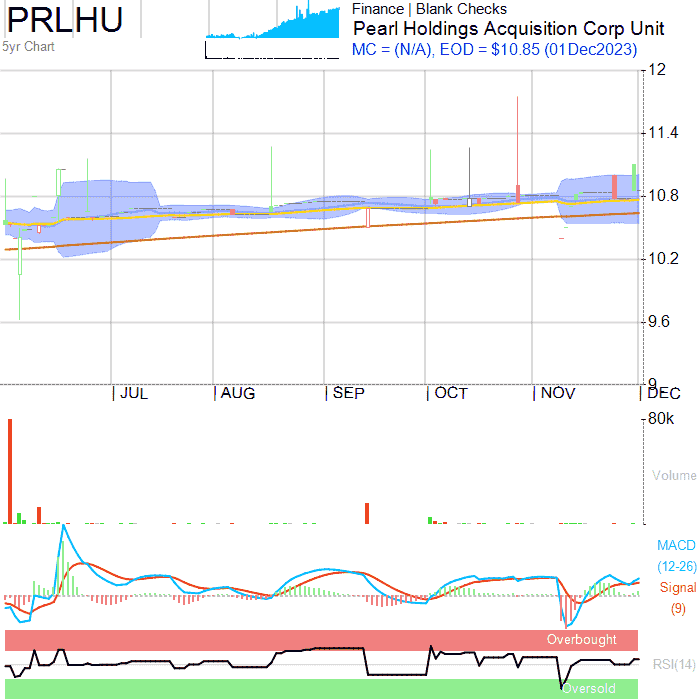 PRLHU
Finance | Blank Checks
Pearl Holdings Acquisition Corp Unit
5yr Chart
MC = (N/A), EOD = $10.85 (01Dec2023)
12
11.4
10.8
10.2
9.6
9
| JUL | AUG | SEP | OCT | NOV | DEC
80k
Volume
MACD
(12-26)
Signal
(9)
Overbought
RSI(14)
Oversold